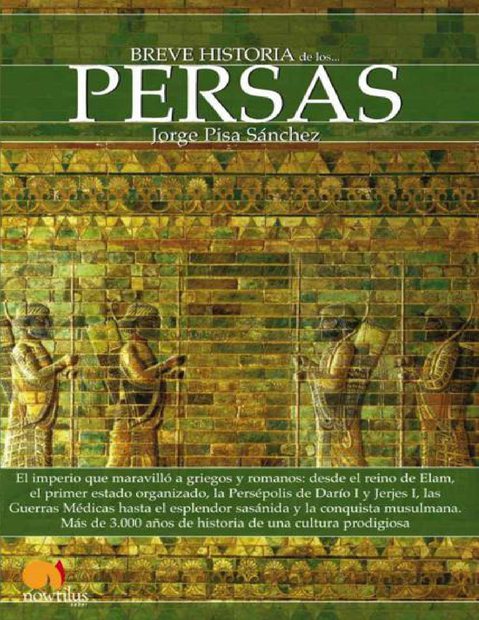 BREVE HISTORIA de los...
PERSAS
Jorge Pisa Sánchez
El imperio que maravilló a griegos y romanos: desde el reino de Elam,
el primer estado organizado, la Persépolis de Darío I y Jerjes I, las
Guerras Médicas hasta el esplendor sasánida y la conquista musulmana.
Más de 3.000 años de historia de una cultura prodigiosa
nowtilus
saber